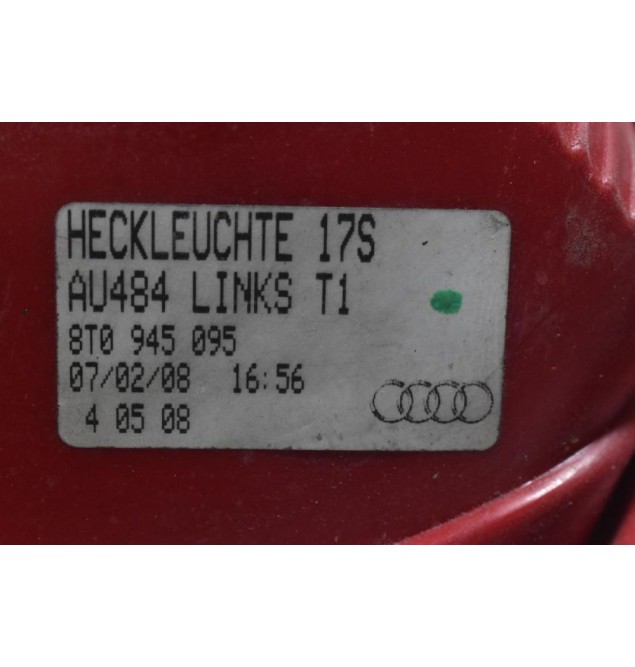 HECKLEUCHTE 17S
AU484 LINKS T1
8T0 945 095
07/02/08 16:56
4 05 08